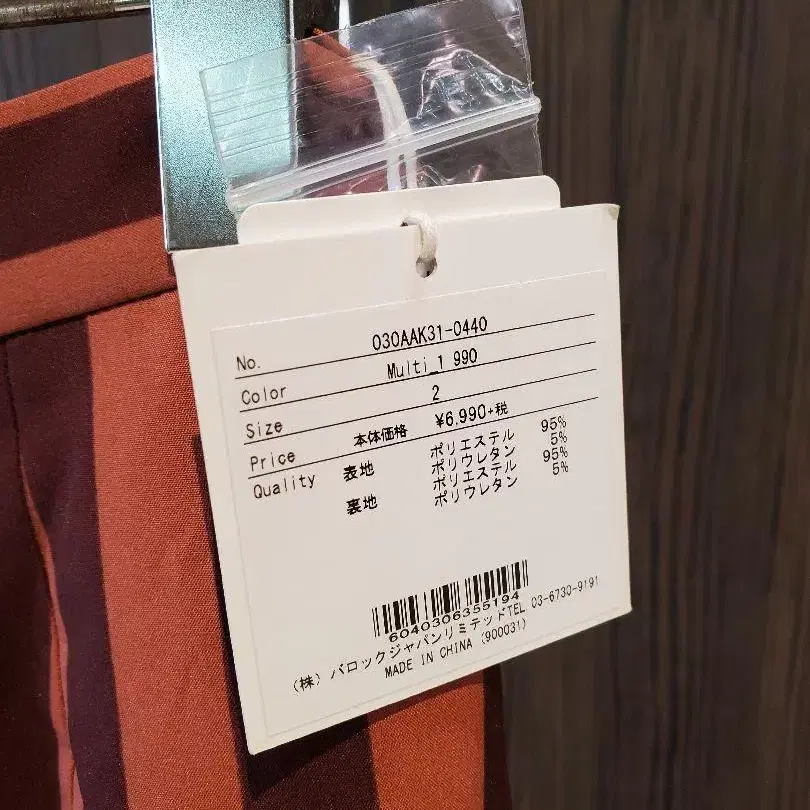 No. 030AAK31-0440
Color Multi_1 990
Size 2
Price 本体価格 ¥6,990+税
Quality 表地 ポリエステル 95%
ポリウレタン 5%
裏地 ポリエステル 95%
ポリウレタン 5%
6040306355194
(株)バロックジャパンリミテッドTEL 03-6730-9191
MADE IN CHINA (900031)